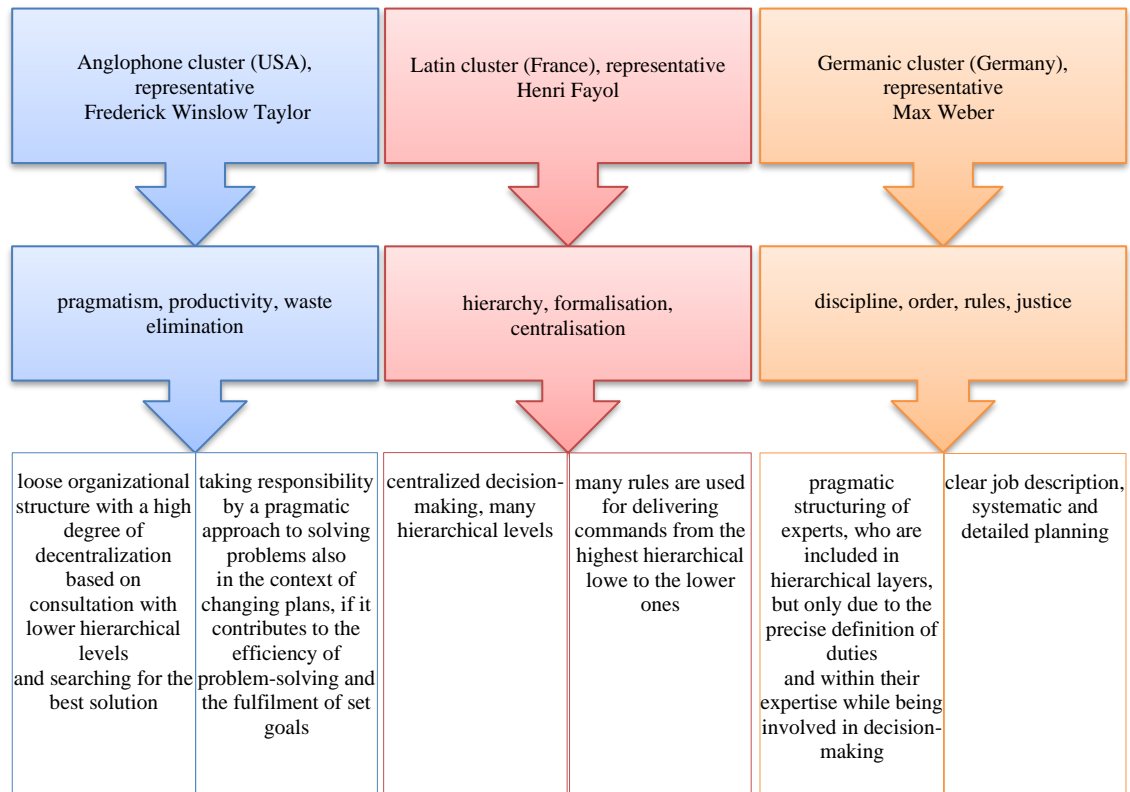 Anglophone cluster (USA),
representative
Frederick Winslow Taylor
Latin cluster (France), representative
Henri Fayol
Germanic cluster (Germany),
representative
Max Weber
pragmatism, productivity, waste
elimination
hierarchy, formalisation,
centralisation
discipline, order, rules, justice
loose organizational
structure with a high
degree of
decentralization
based on
consultation with
lower hierarchical
levels
and searching for the
best solution
taking responsibility
by a pragmatic
approach to solving
problems also
in the context of
changing plans, if it
contributes to the
efficiency of
problem-solving and
the fulfilment of set
goals
centralized decision-
making, many
hierarchical levels
many rules are used
for delivering
commands from the
highest hierarchical
lowe to the lower
ones
pragmatic
structuring of
experts, who are
included in
hierarchical layers,
but only due to the
precise definition of
duties
and within their
expertise while being
involved in decision-
making
clear job description,
systematic and
detailed planning